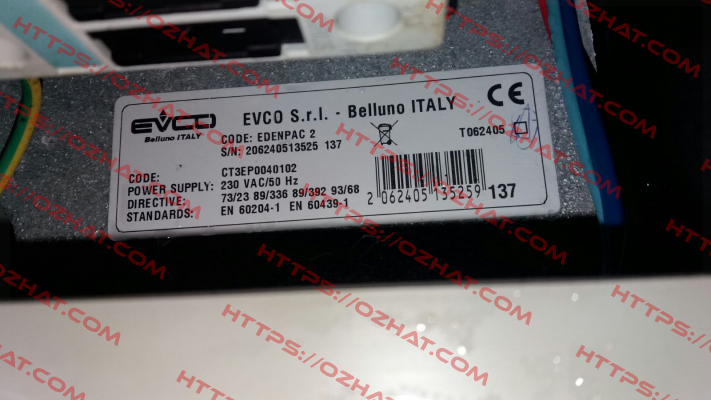 EVCO
Belluno ITALY
EVCO S.r.l. - Belluno ITALY
CODE: EDENPAC 2
S/N: 206240513525 137
T062405
CE
CODE: CT3EP0040102
POWER SUPPLY: 230 VAC/50 Hz
DIRECTIVE: 73/23 89/336 89/392 93/68
STANDARDS: EN 60204-1 EN 60439-1
2 062405 135259
137
HTTPS://OZHAT.COM